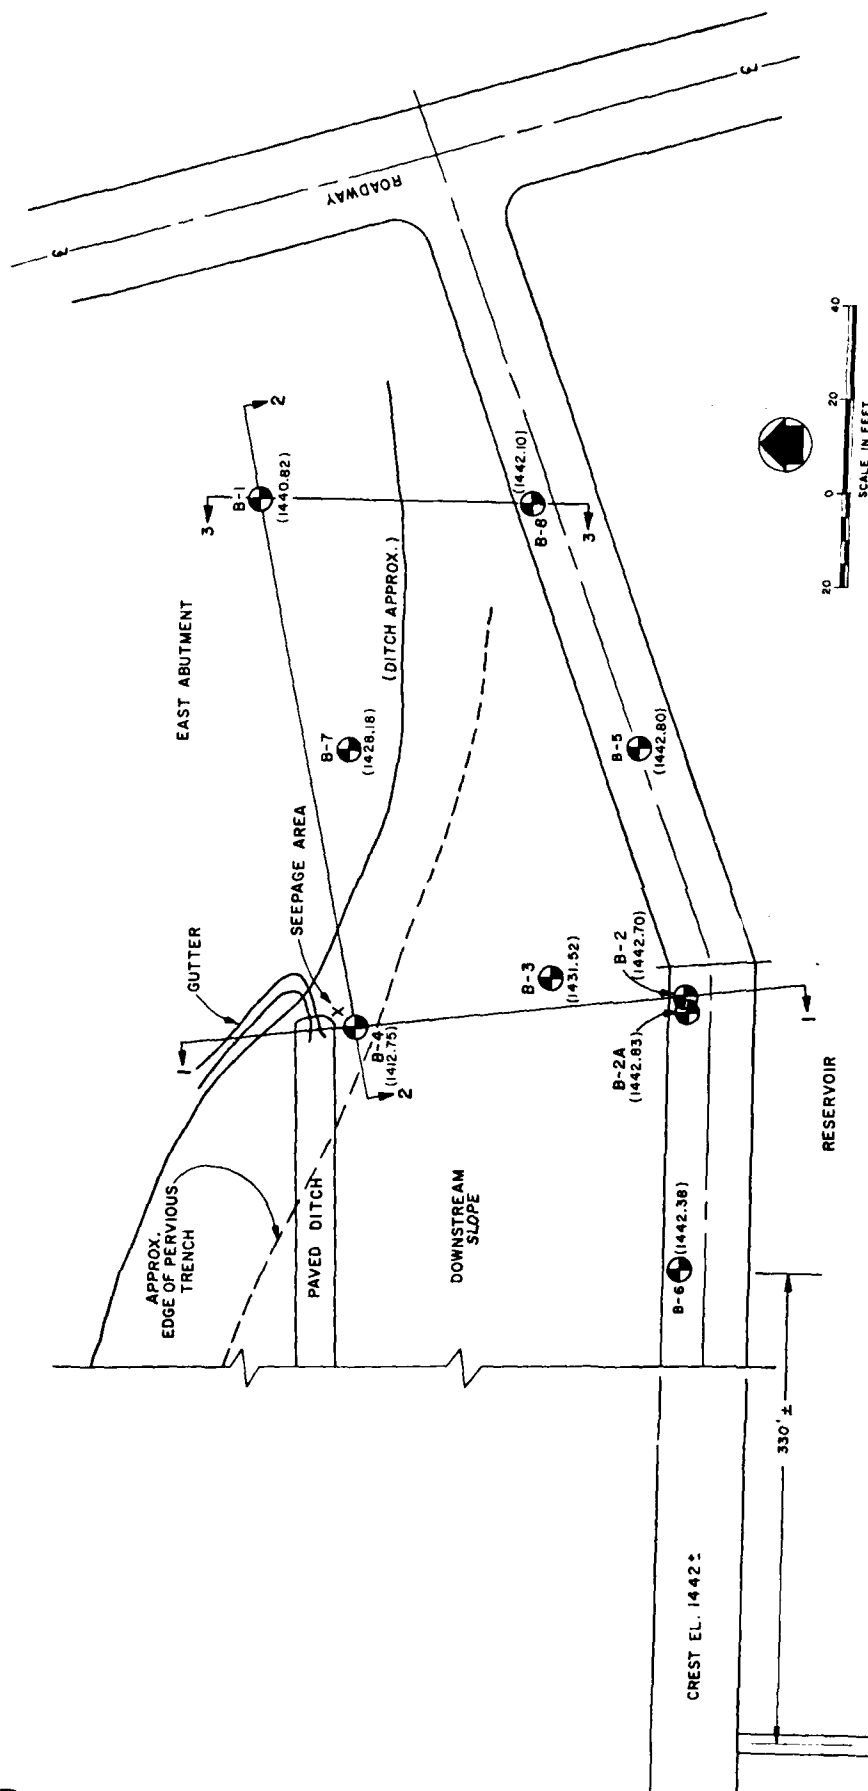 ROADWAY
2
3
B-1
(1440.82)
(1442.10)
B-8
3
EAST ABUTMENT
(DITCH APPROX.)
B-7
(1428.18)
B-5
(1442.80)
40
20
0
20
SCALE IN FEET
SEEPAGE AREA
GUTTER
X
B-3
(1431.52)
B-2
(1442.70)
1
B-4
(1412.75)
2
B-2A
(1442.83)
1
RESERVOIR
APPROX.
EDGE OF PERVIOUS
TRENCH
PAVED DITCH
DOWNSTREAM
SLOPE
B-6
(1442.38)
330'±
CREST EL. 1442±